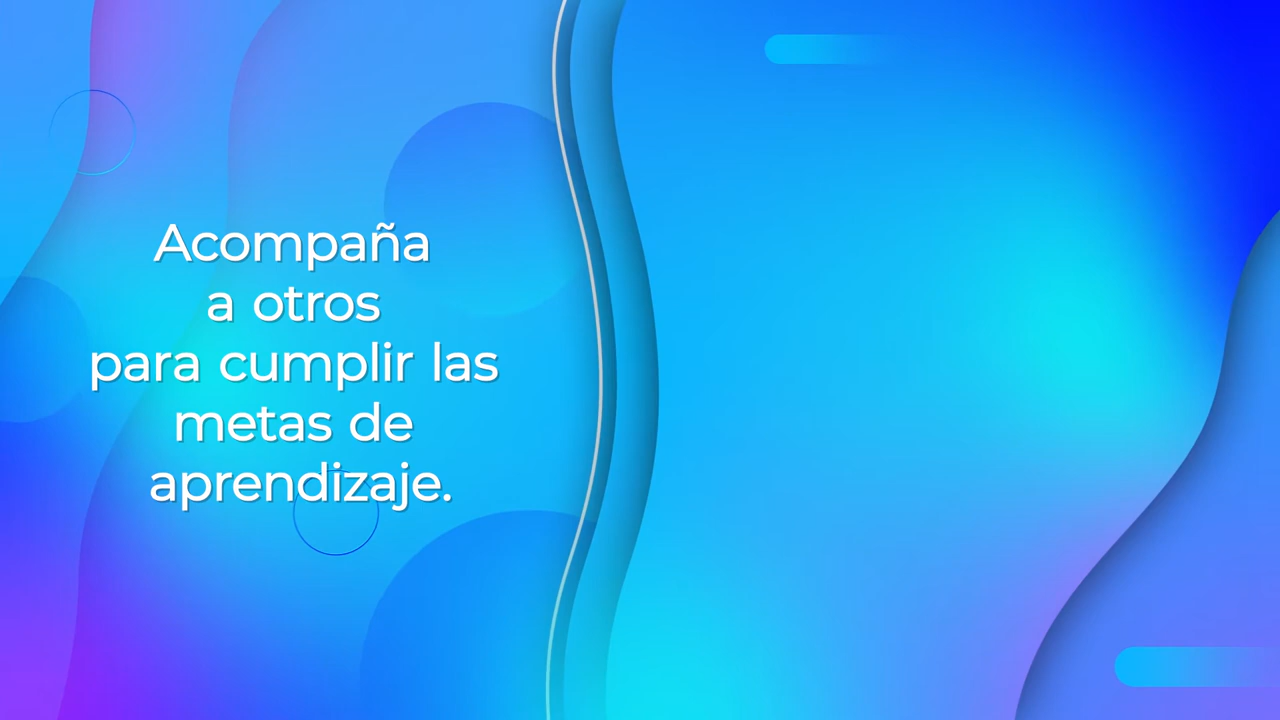 Acompaña
a otros
para cumplir las
metas de
aprendizaje.